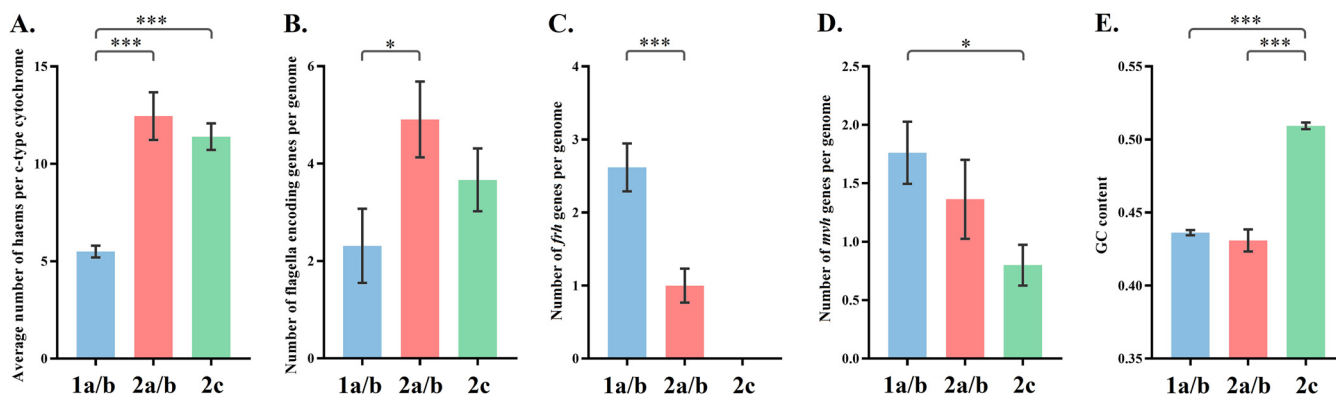 A.
Average number of haems per c-type cytochrome
***
***
15
10
5
0
1a/b 2a/b 2c
B.
Number of flagella encoding genes per genome
*
6
4
2
0
1a/b 2a/b 2c
C.
Number of frh genes per genome
***
4
3
2
1
0
1a/b 2a/b 2c
D.
Number of mvh genes per genome
*
2.5
2.0
1.5
1.0
0.5
0.0
1a/b 2a/b 2c
E.
GC content
***
***
0.55
0.50
0.45
0.40
0.35
1a/b 2a/b 2c